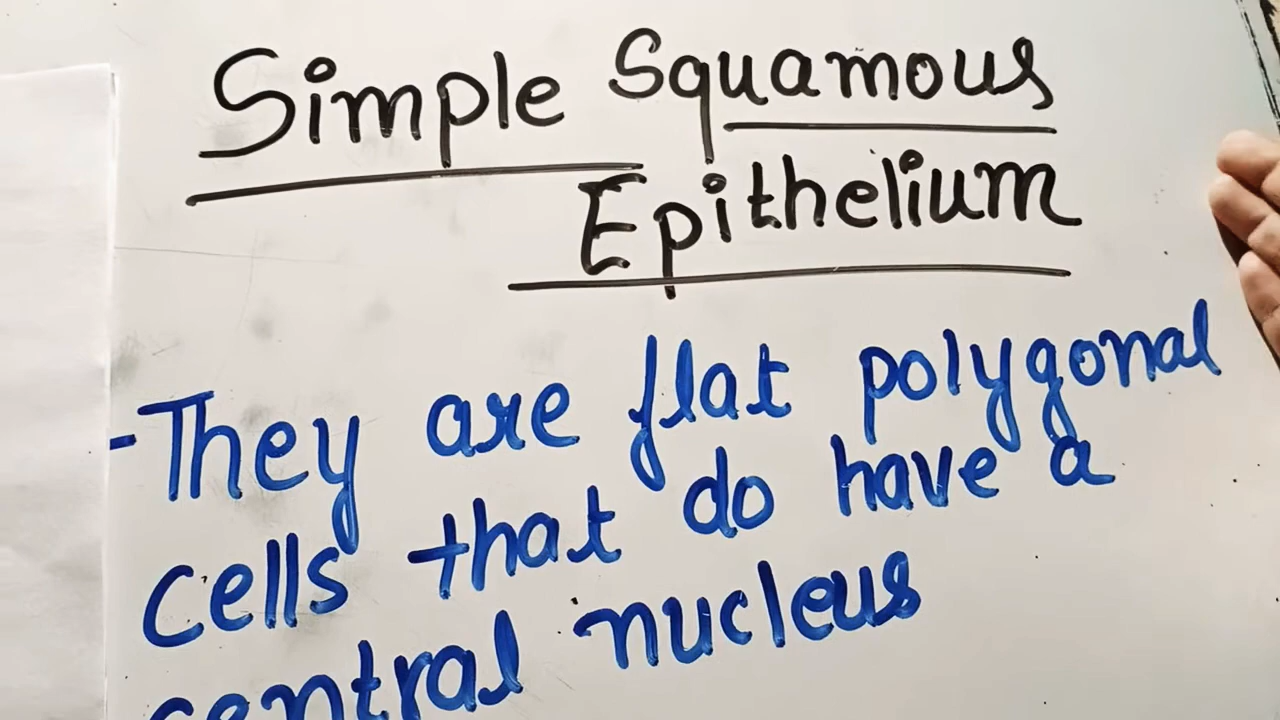 Simple Squamous
Epithelium
- They are flat polygonal
cells that do have a
central nucleus